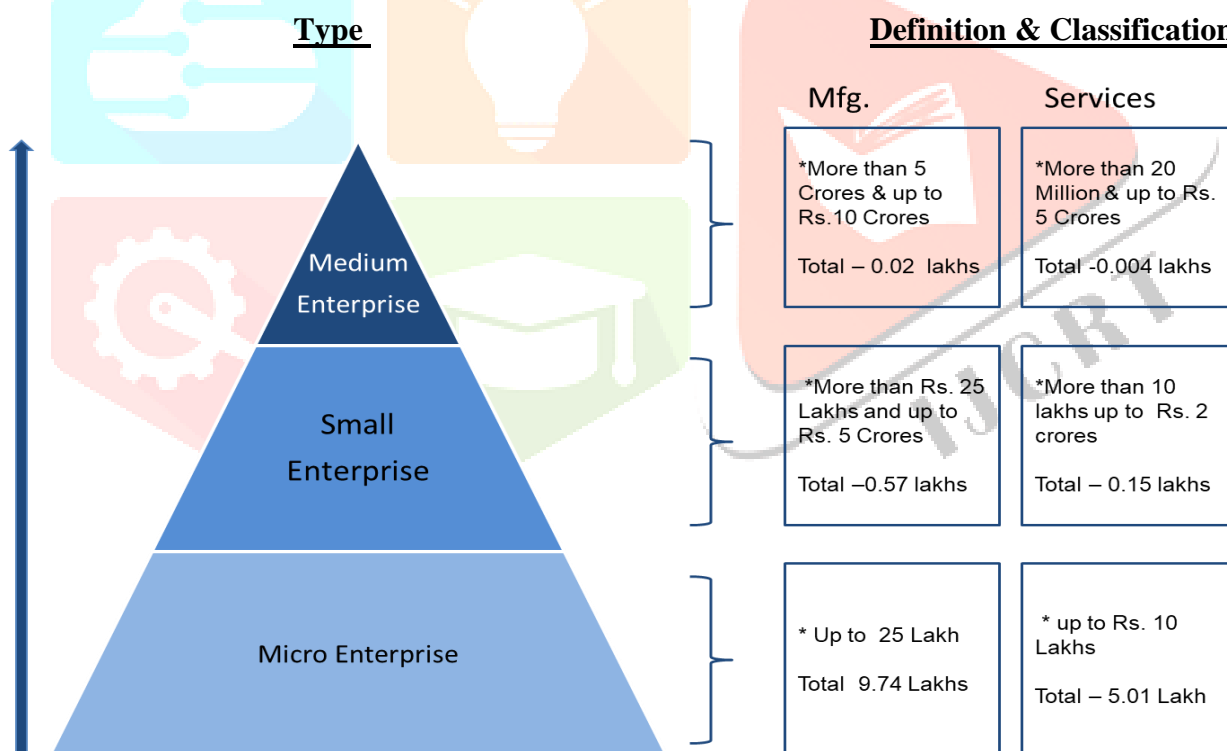 Type
Definition & Classification
Mfg.
Services
Medium
Enterprise
*More than 5
Crores & up to
Rs.10 Crores
Total – 0.02 lakhs
*More than 20
Million & up to Rs.
5 Crores
Total -0.004 lakhs
Small
Enterprise
*More than Rs. 25
Lakhs and up to
Rs. 5 Crores
Total –0.57 lakhs
*More than 10
lakhs up to Rs. 2
crores
Total – 0.15 lakhs
Micro Enterprise
* Up to 25 Lakh
Total 9.74 Lakhs
* up to Rs. 10
Lakhs
Total – 5.01 Lakh
IJCRT